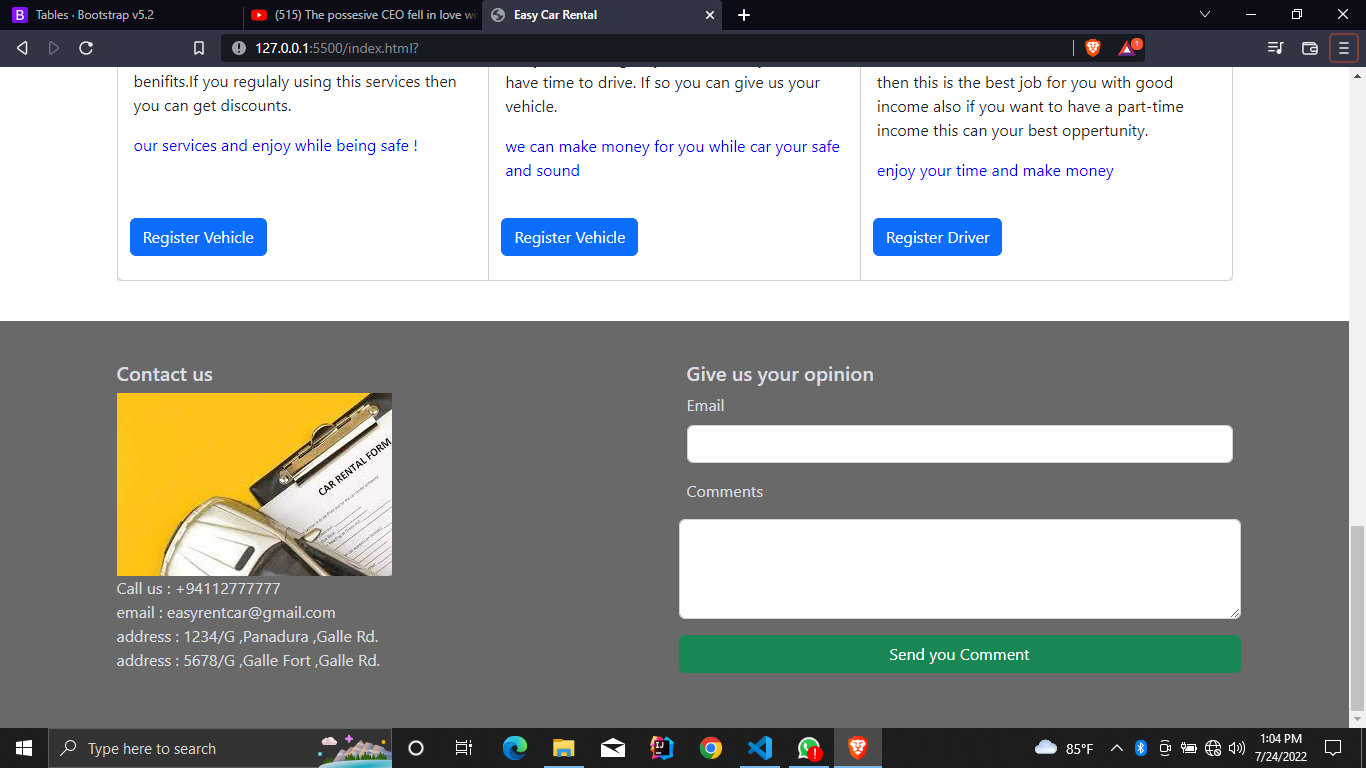 Tables · Bootstrap v5.2
(515) The possesive CEO fell in love wi
Easy Car Rental
127.0.0.1:5500/index.html?
1
benifits.If you regulaly using this services then
you can get discounts.
our services and enjoy while being safe !
Register Vehicle
have time to drive. If so you can give us your
vehicle.
we can make money for you while car your safe
and sound
Register Vehicle
then this is the best job for you with good
income also if you want to have a part-time
income this can your best oppertunity.
enjoy your time and make money
Register Driver
Contact us
CAR RENTAL FORM
Call us : +94112777777
email : easyrentcar@gmail.com
address : 1234/G ,Panadura ,Galle Rd.
address : 5678/G ,Galle Fort ,Galle Rd.
Give us your opinion
Email
Comments
Send you Comment
Type here to search
85°F
1:04 PM
7/24/2022